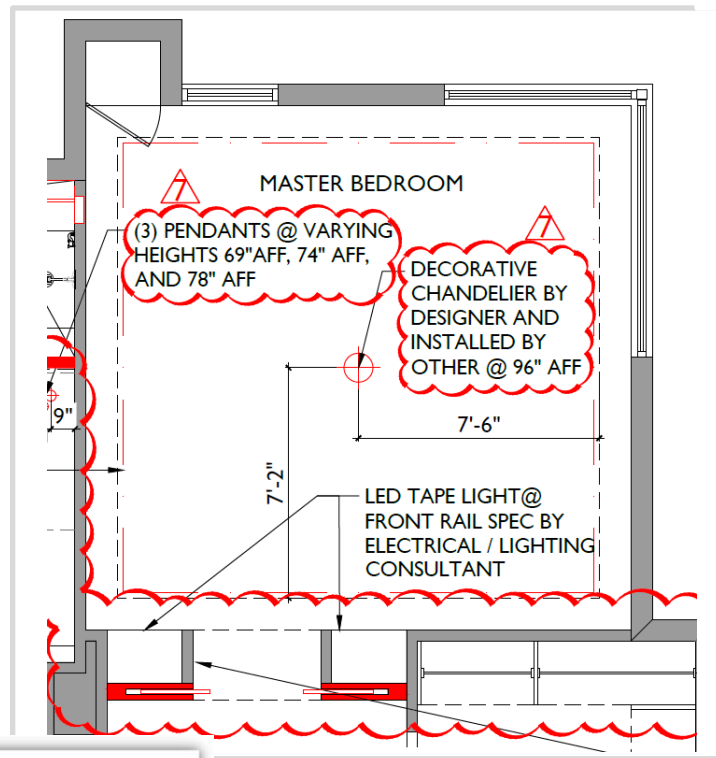 7
MASTER BEDROOM
7
(3) PENDANTS @ VARYING
HEIGHTS 69"AFF, 74" AFF,
AND 78" AFF
DECORATIVE
CHANDELIER BY
DESIGNER AND
INSTALLED BY
OTHER @ 96" AFF
9"
7'-6"
7'-2"
LED TAPE LIGHT@
FRONT RAIL SPEC BY
ELECTRICAL / LIGHTING
CONSULTANT